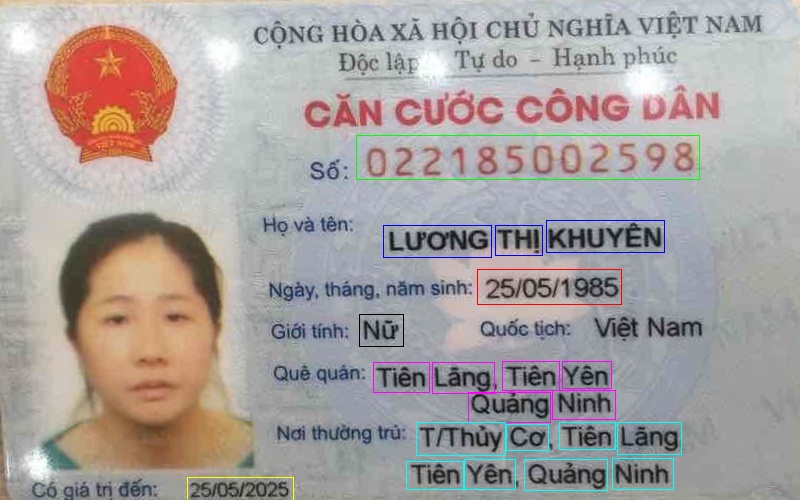 CỘNG HÒA XÃ HỘI CHỦ NGHĨA VIỆT NAM
Độc lập Tự do - Hạnh phúc
CĂN CƯỚC CÔNG DÂN
Số: 022185002598
Họ và tên: LƯƠNG THỊ KHUYÊN
Ngày, tháng, năm sinh: 25/05/1985
Giới tính: Nữ Quốc tịch: Việt Nam
Quê quán: Tiên Lãng, Tiên Yên
Quảng Ninh
Nơi thường trú: T/Thủy Cơ, Tiên Lãng
Tiên Yên, Quảng Ninh
Có giá trị đến: 25/05/2025